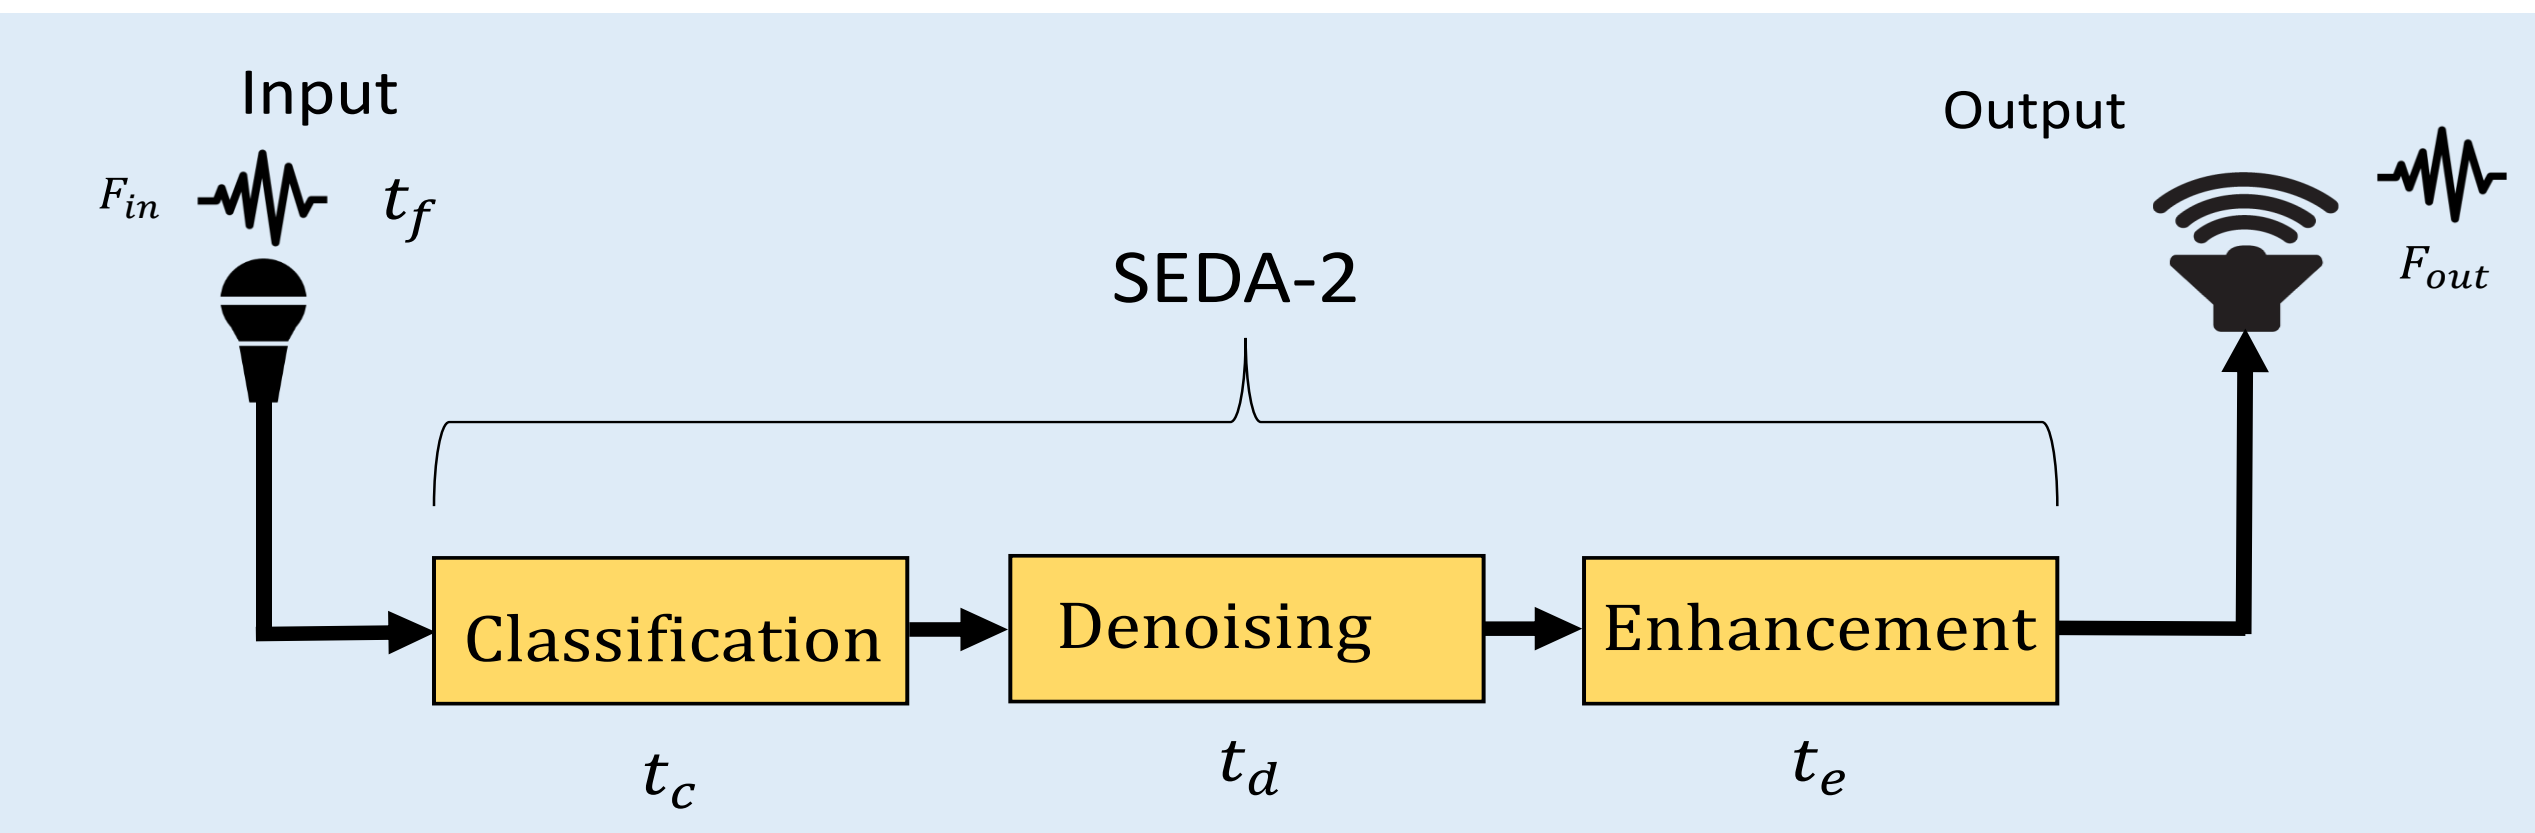 Input
Output
F_in
t_f
F_out
SEDA-2
Classification
Denoising
Enhancement
t_c
t_d
t_e